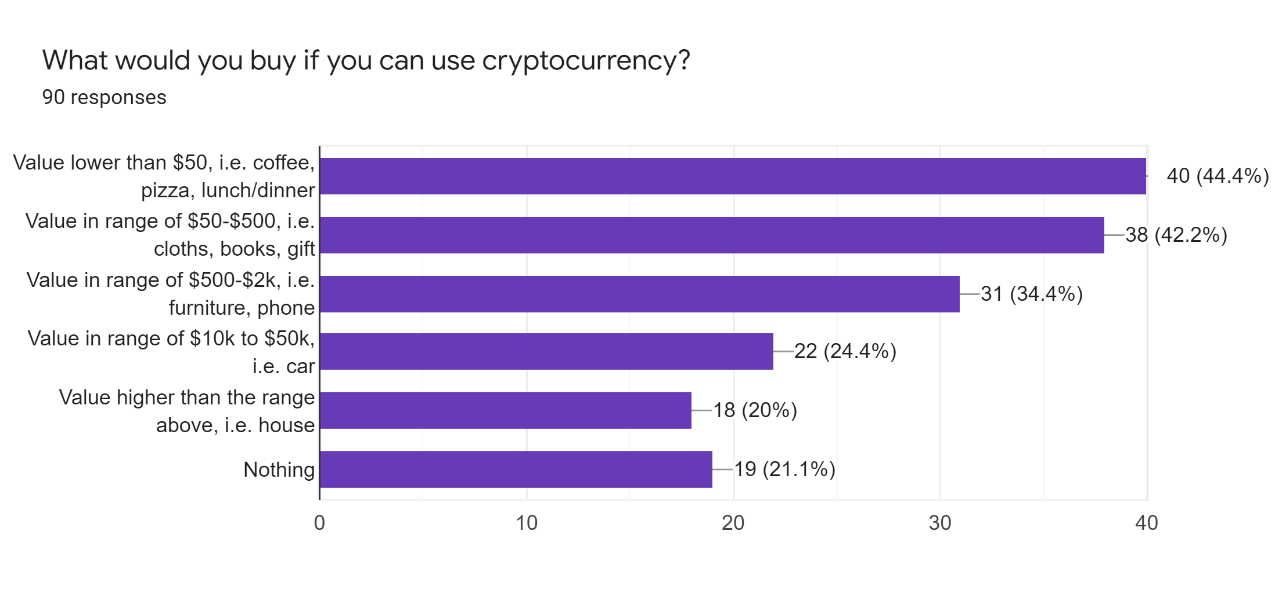 What would you buy if you can use cryptocurrency?
90 responses
Value lower than $50, i.e. coffee,
pizza, lunch/dinner
40 (44.4%)
Value in range of $50-$500, i.e.
cloths, books, gift
38 (42.2%)
Value in range of $500-$2k, i.e.
furniture, phone
31 (34.4%)
Value in range of $10k to $50k,
i.e. car
22 (24.4%)
Value higher than the range
above, i.e. house
18 (20%)
Nothing
19 (21.1%)
0 10 20 30 40